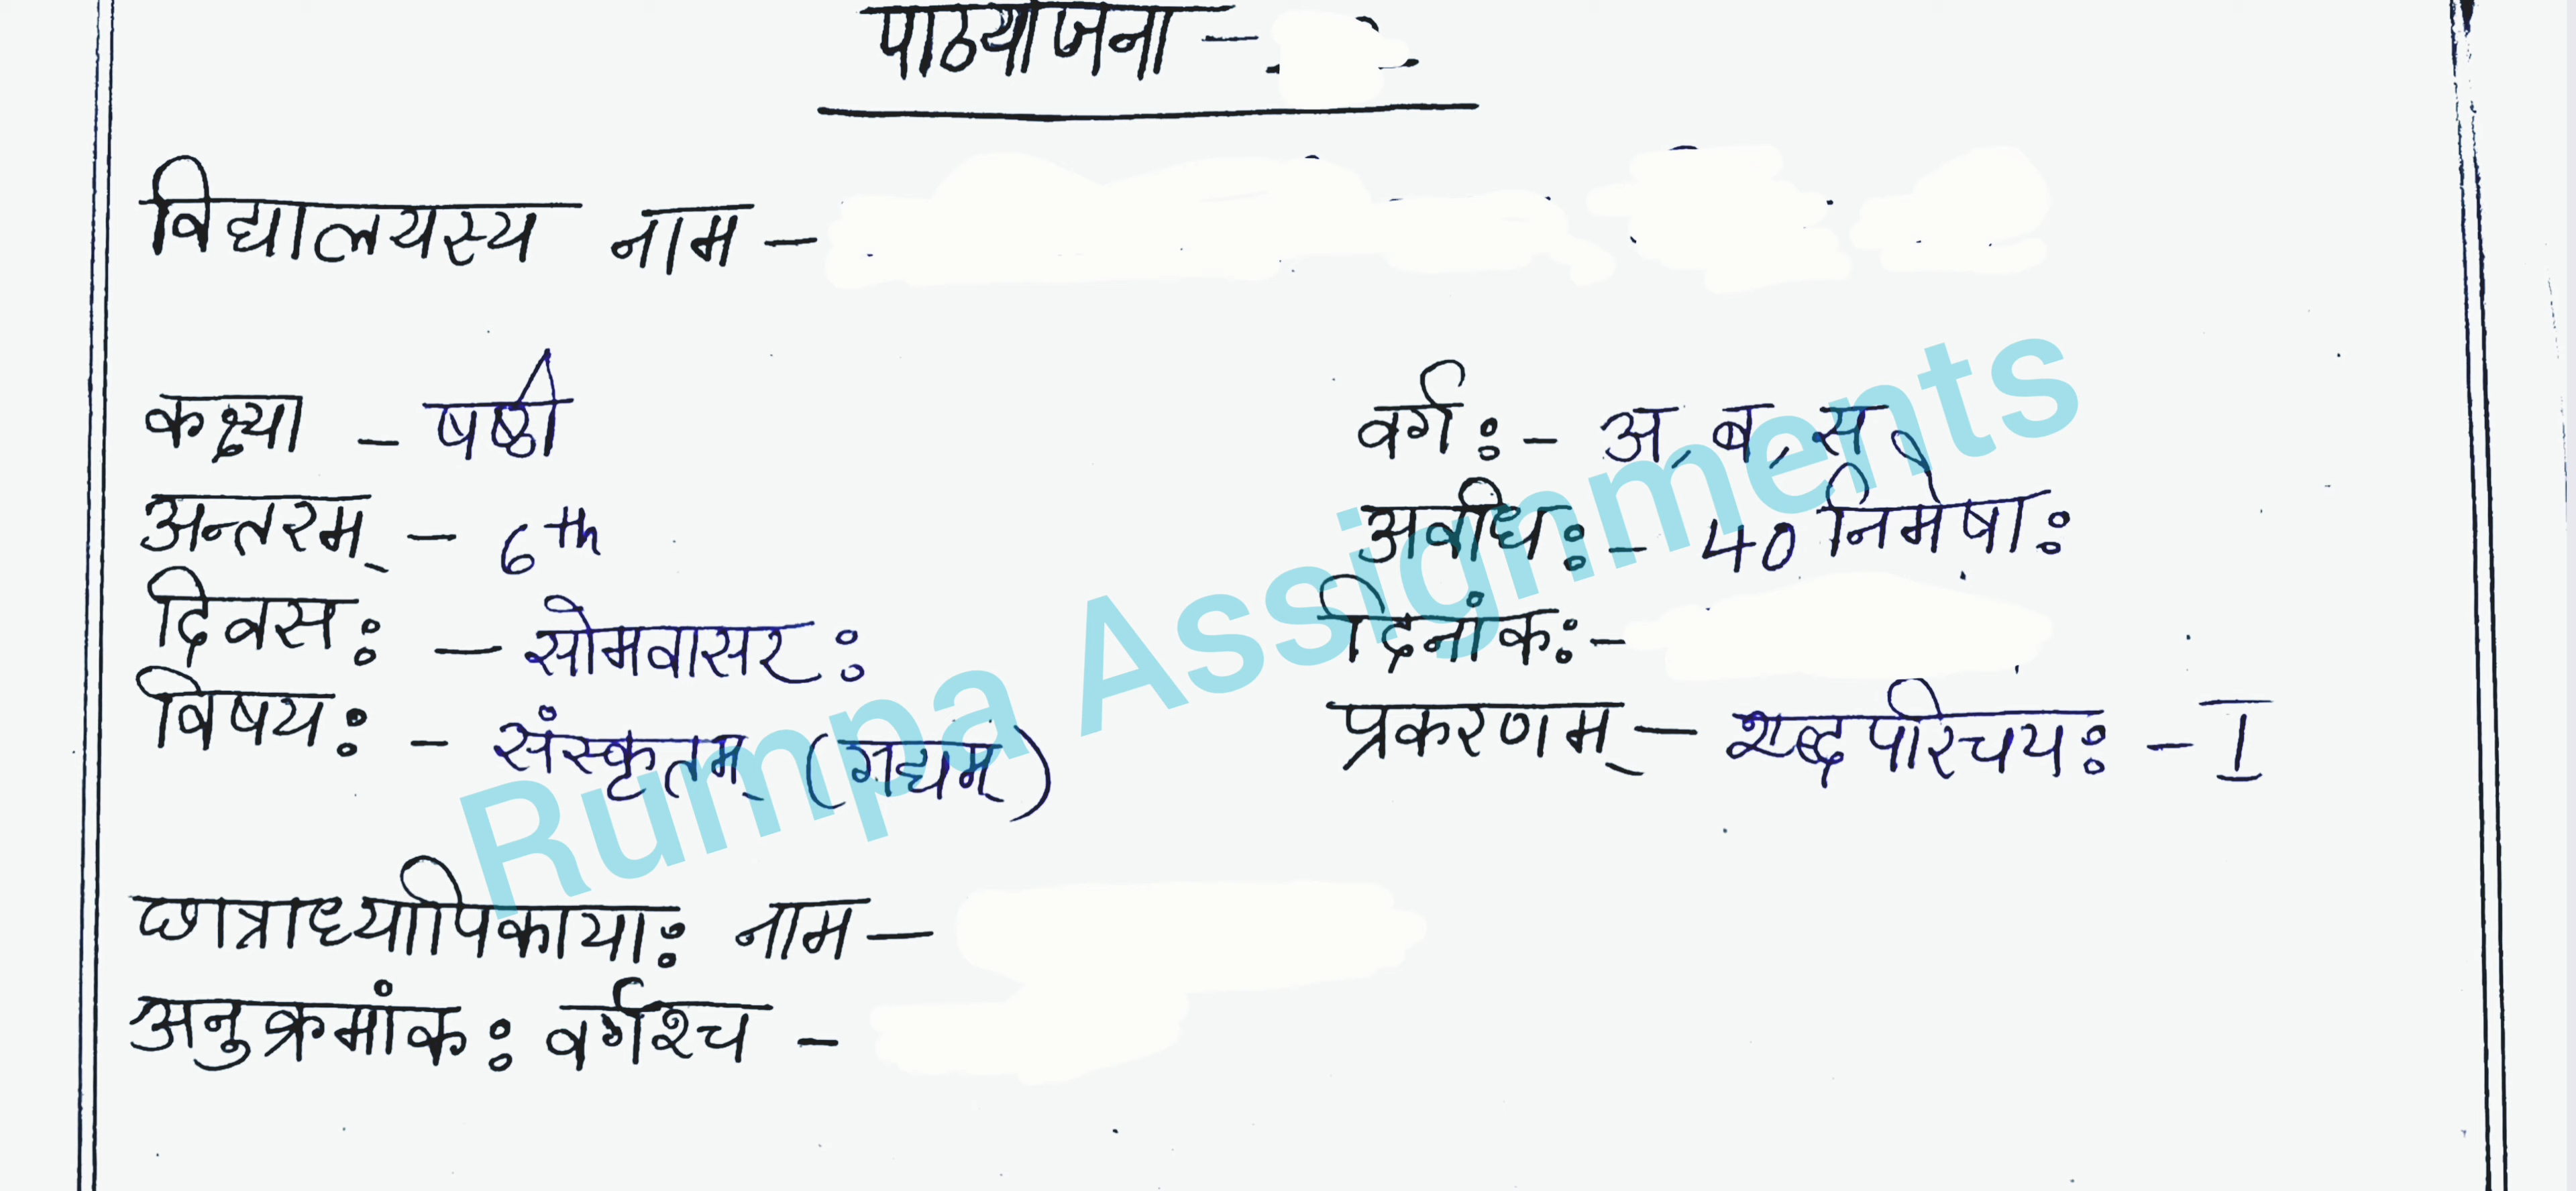 पाठयोजना -
विद्यालयस्य नाम -
कक्ष्या - षष्ठी वर्गः - अ, ब, स
अन्तरम् - 6th अवधिः - 40 निमेषाः
दिवसः - सोमवासरः दिनांकः -
विषयः - संस्कृतम् (गद्यम्) प्रकरणम् - शब्दपरिचयः - I
छात्राध्यापिकायाः नाम -
अनुक्रमांकः वर्गश्च -
Rumpa Assignments